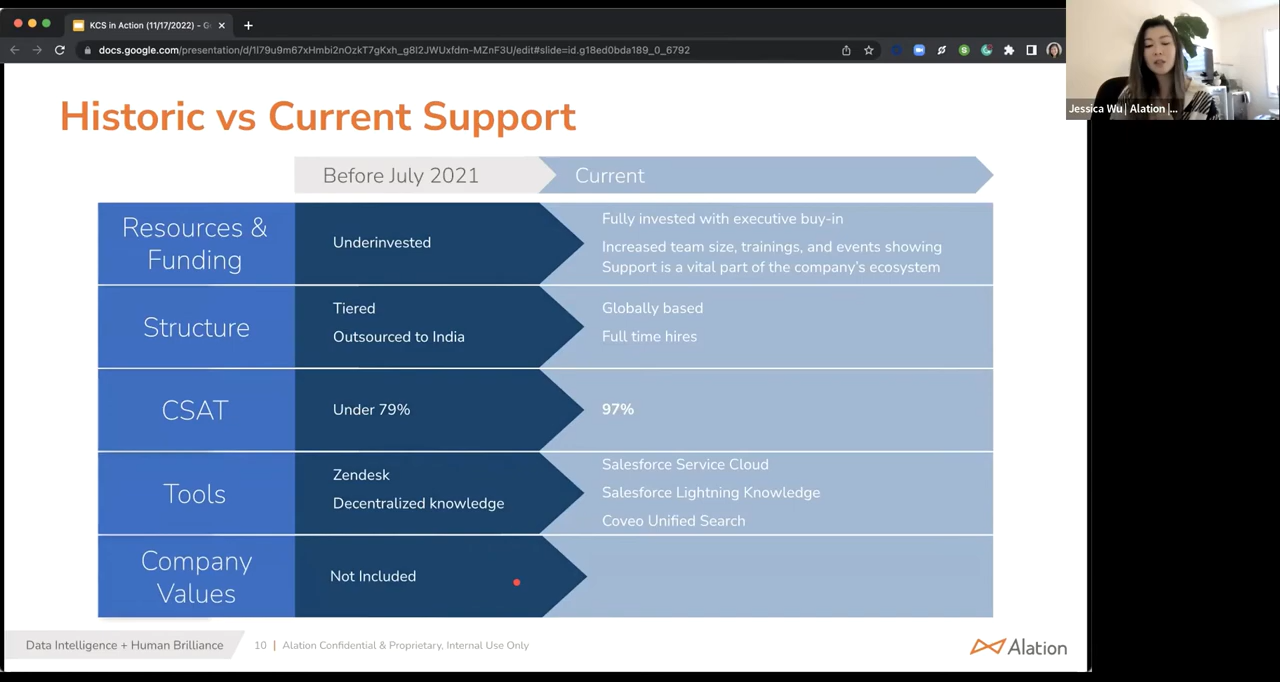 KCS in Action (11/17/2022) - G
docs.google.com/presentation/d/1l79u9m67xHmbi2nOzkT7gKxh_g8I2JWUxfdm-MZnF3U/edit#slide=id.g18ed0bda189_0_6792
Jessica Wu | Alation |...
Historic vs Current Support
Before July 2021
Current
Resources &
Funding
Underinvested
Fully invested with executive buy-in
Increased team size, trainings, and events showing
Support is a vital part of the company's ecosystem
Structure
Tiered
Outsourced to India
Globally based
Full time hires
CSAT
Under 79%
97%
Tools
Zendesk
Decentralized knowledge
Salesforce Service Cloud
Salesforce Lightning Knowledge
Coveo Unified Search
Company
Values
Not Included
Data Intelligence + Human Brilliance
10 | Alation Confidential & Proprietary, Internal Use Only
Alation